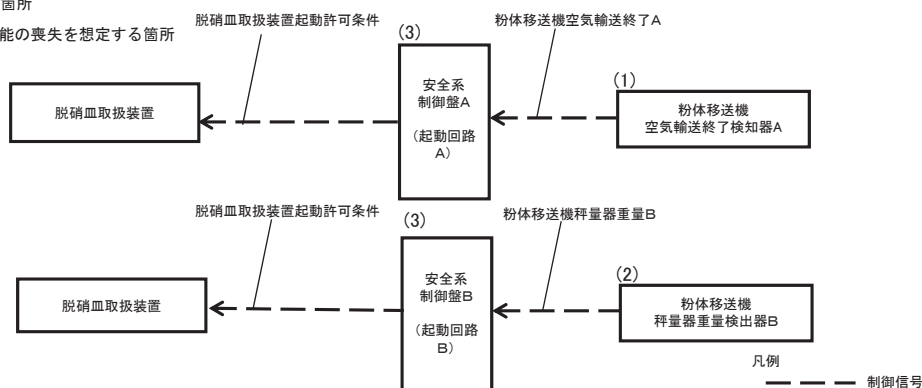 箇所
能の喪失を想定する箇所
脱硝皿取扱装置起動許可条件
粉体移送機空気輸送終了A
(3)
安全系
制御盤A
(起動回路
A)
(1)
脱硝皿取扱装置
粉体移送機
空気輸送終了検知器A
脱硝皿取扱装置起動許可条件
(3)
粉体移送機秤量器重量B
安全系
制御盤B
(起動回路
B)
(2)
脱硝皿取扱装置
粉体移送機
秤量器重量検出器B
凡例
制御信号